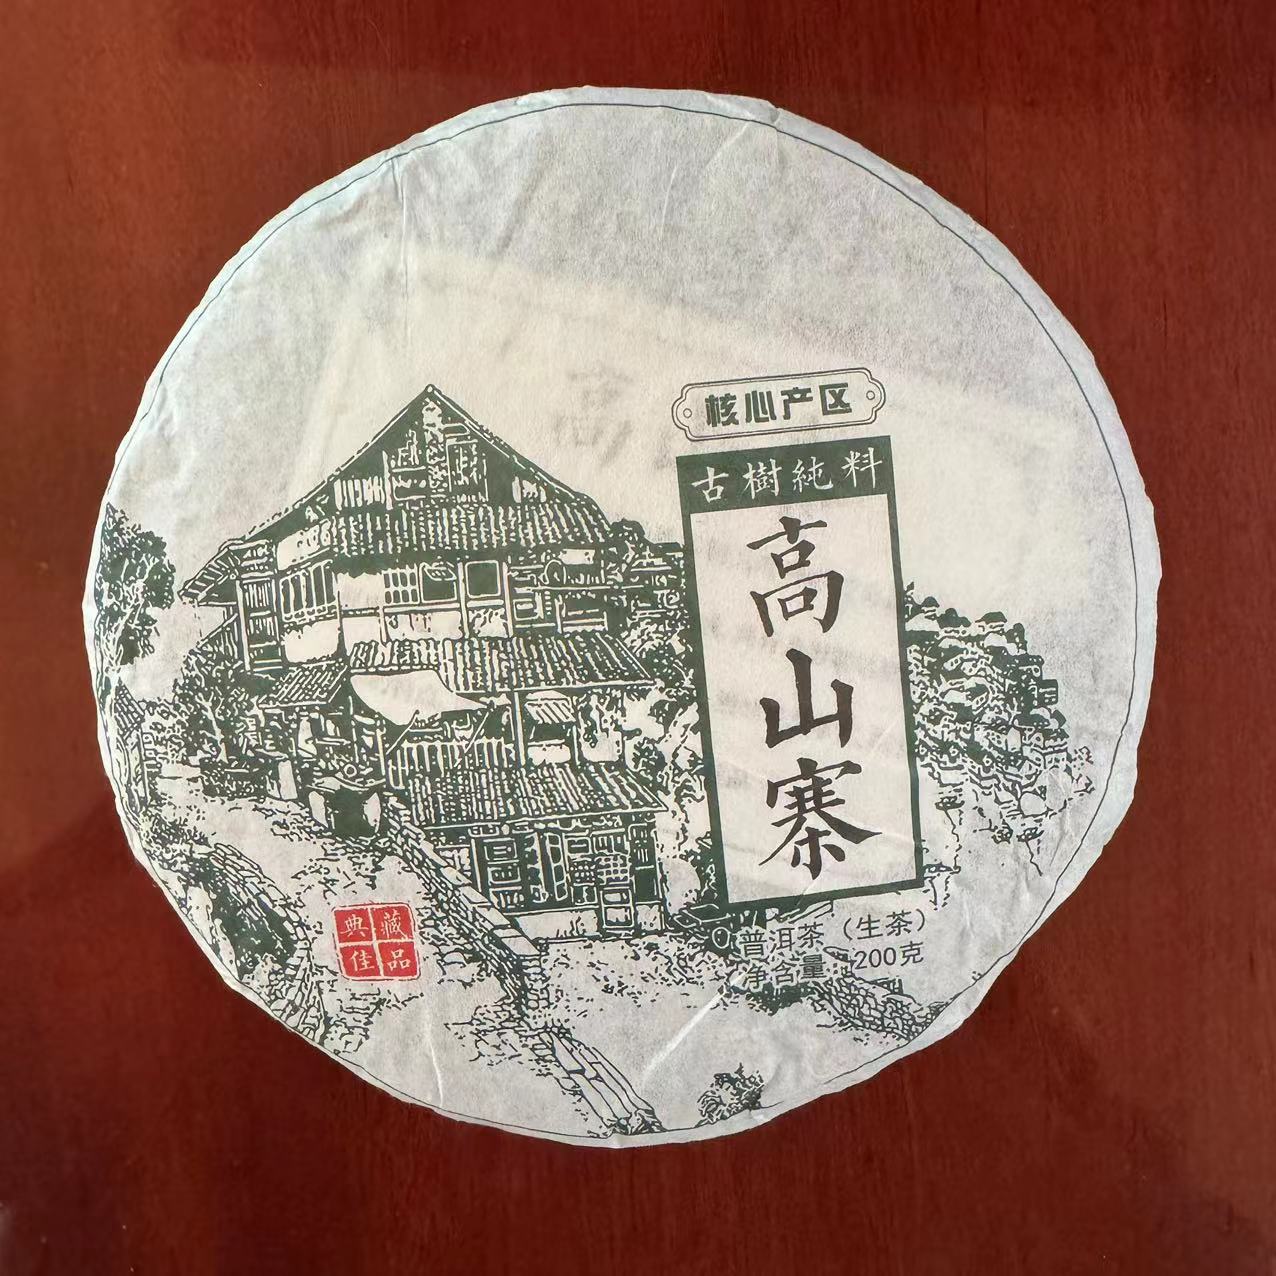 核心产区
古樹純料
高山寨
普洱茶（生茶）
净含量：200克
典藏
佳品